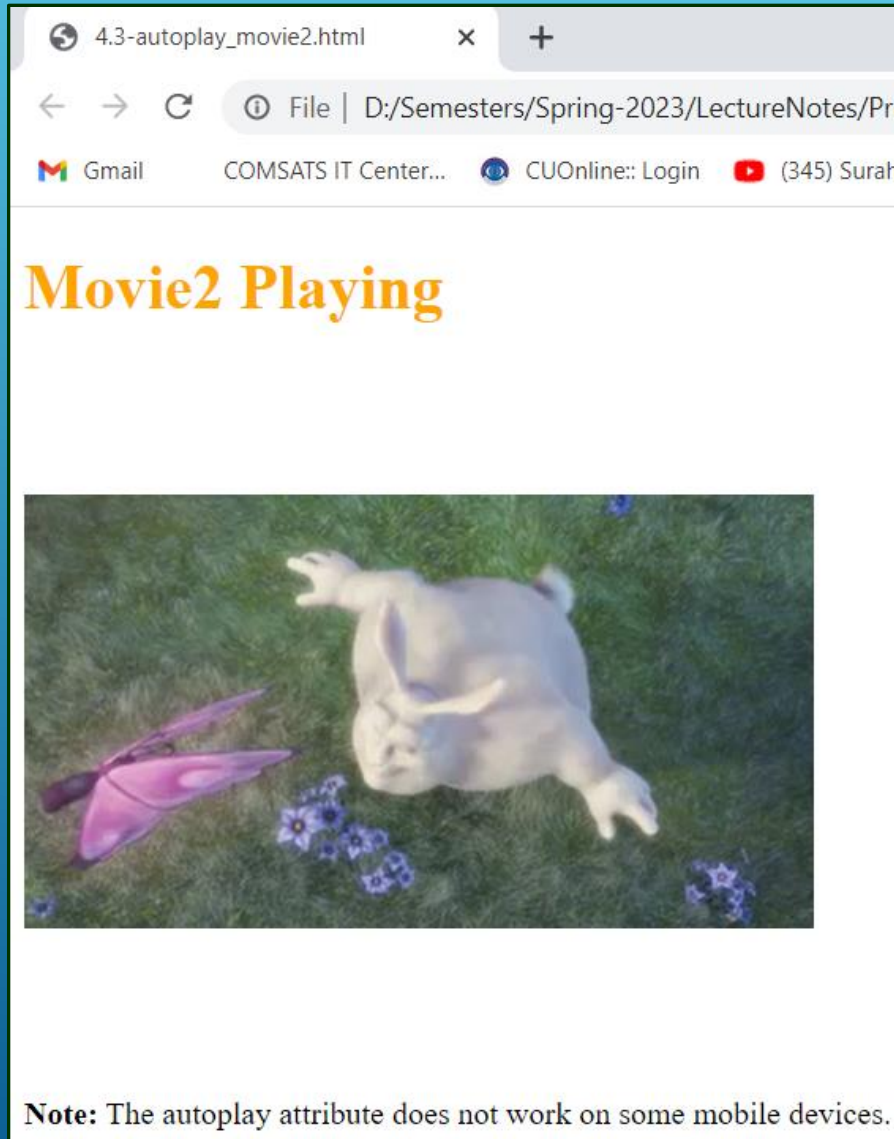 4.3-autoplay_movie2.html
File | D:/Semesters/Spring-2023/LectureNotes/Pr
Gmail COMSATS IT Center... CUOnline:: Login (345) Surah
Movie2 Playing
Note: The autoplay attribute does not work on some mobile devices.